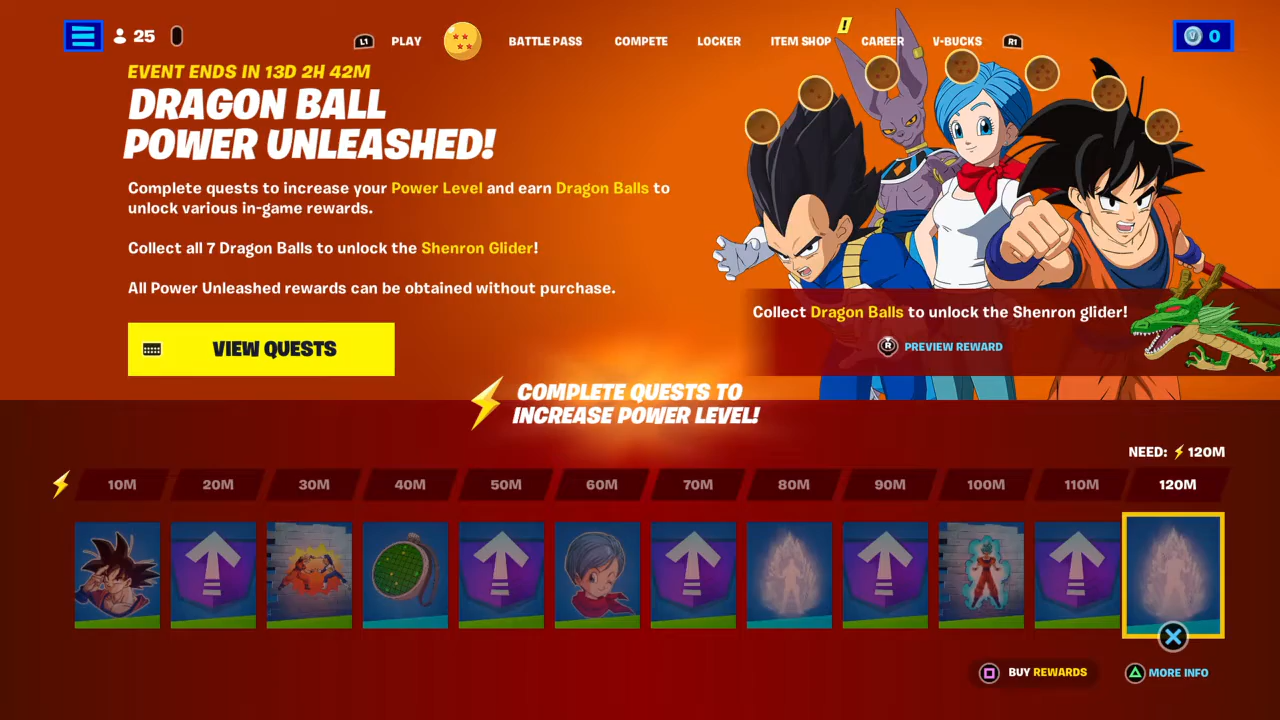 25
L1
PLAY
BATTLE PASS
COMPETE
LOCKER
ITEM SHOP
!
CAREER
V-BUCKS
R1
V
0
EVENT ENDS IN 13D 2H 42M
DRAGON BALL
POWER UNLEASHED!
Complete quests to increase your Power Level and earn Dragon Balls to
unlock various in-game rewards.
Collect all 7 Dragon Balls to unlock the Shenron Glider!
All Power Unleashed rewards can be obtained without purchase.
VIEW QUESTS
Collect Dragon Balls to unlock the Shenron glider!
R PREVIEW REWARD
COMPLETE QUESTS TO
INCREASE POWER LEVEL!
NEED: 120M
10M
20M
30M
40M
50M
60M
70M
80M
90M
100M
110M
120M
BUY REWARDS
MORE INFO